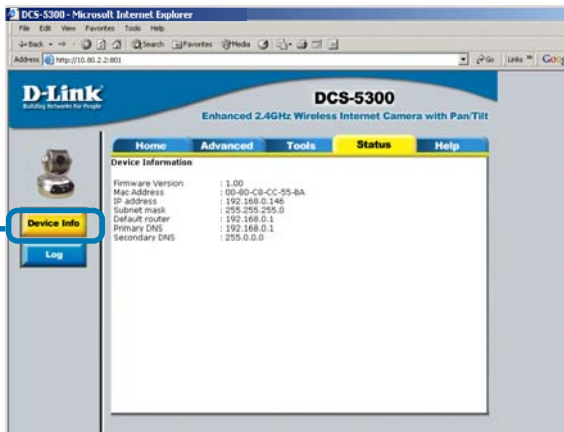 DCS-5300 - Microsoft Internet Explorer
File Edit View Favorites Tools Help
Back Search Favorites Media
Address http://10.80.2.2:801 Go Links
D-Link
Building Networks for People
DCS-5300
Enhanced 2.4GHz Wireless Internet Camera with Pan/Tilt
Home Advanced Tools Status Help
Device Information
Firmware Version : 1.00
Mac Address : 00-80-C8-CC-55-BA
IP address : 192.168.0.146
Subnet mask : 255.255.255.0
Default router : 192.168.0.1
Primary DNS : 192.168.0.1
Secondary DNS : 255.0.0.0
Device Info
Log